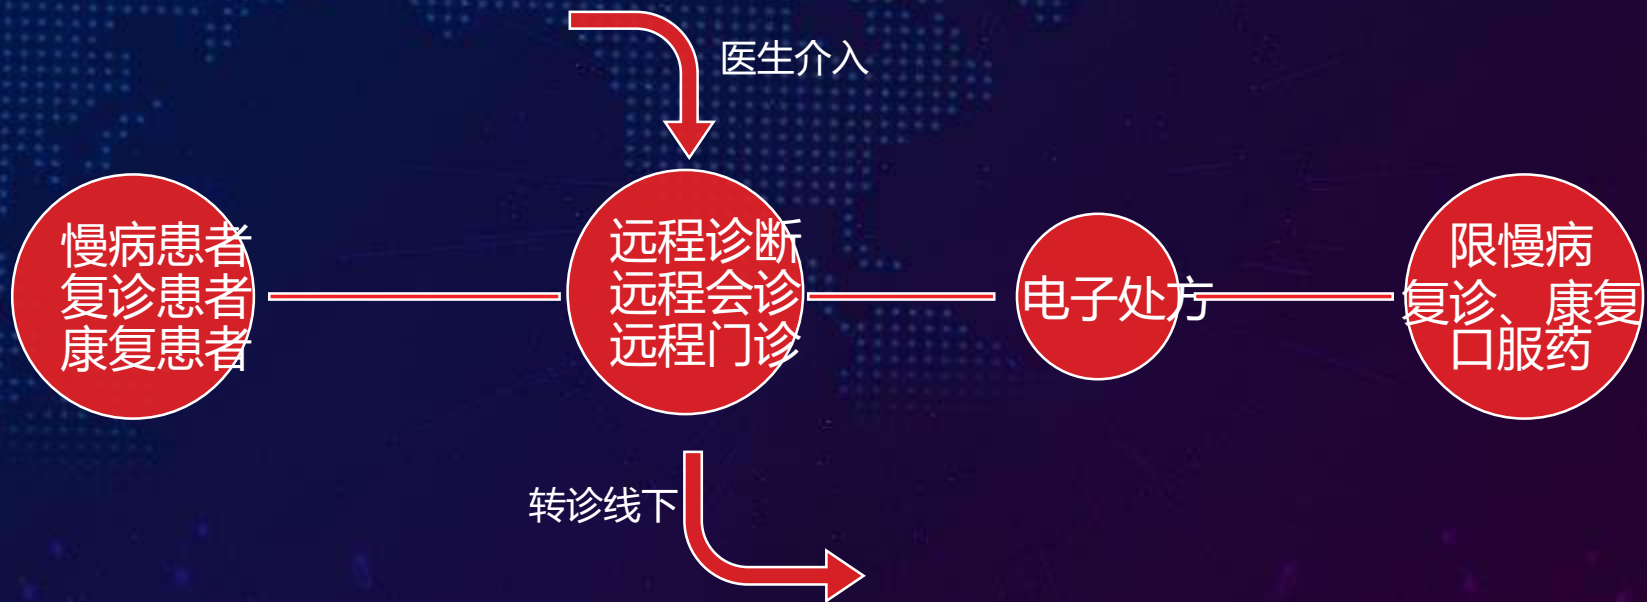 医生介入
慢病患者
复诊患者
康复患者
远程诊断
远程会诊
远程门诊
电子处方
限慢病
复诊、康复
口服药
转诊线下